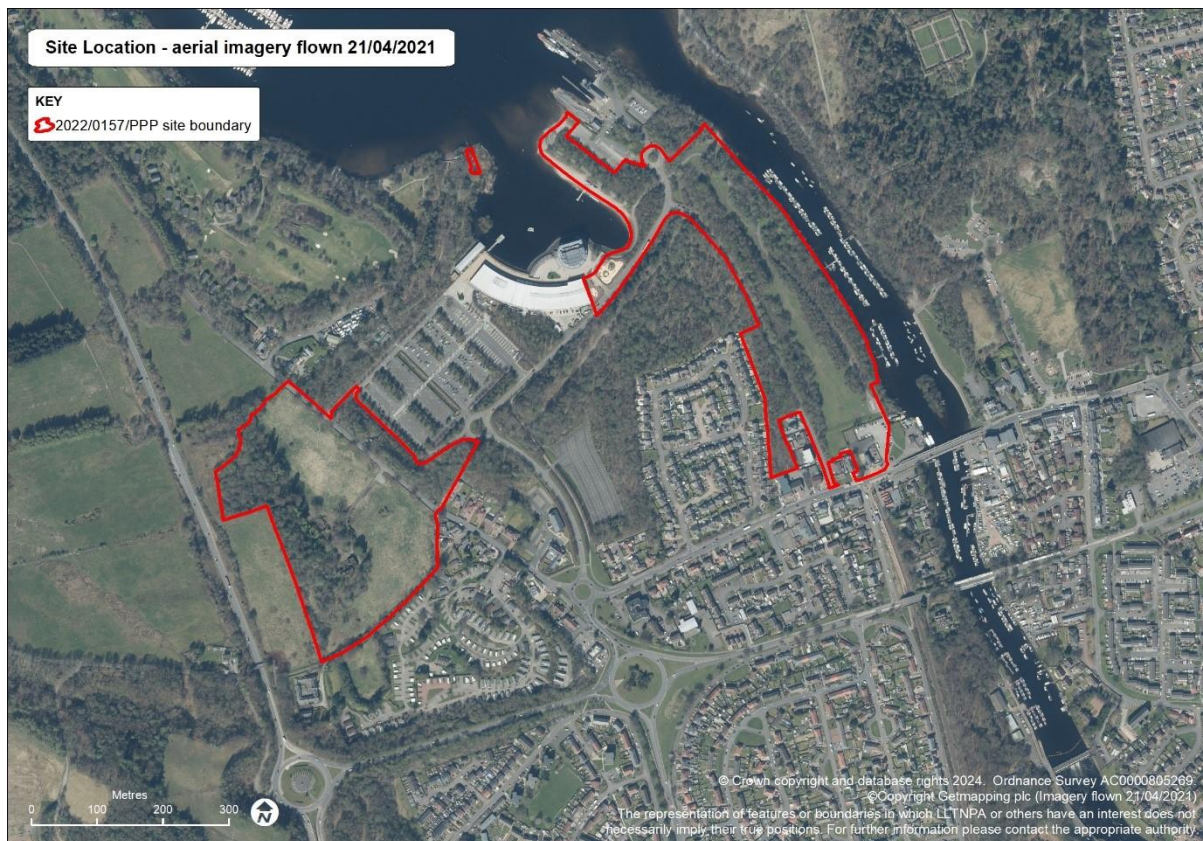 Site Location - aerial imagery flown 21/04/2021
KEY
2022/0157/PPP site boundary
Metres
0 100 200 300
© Crown copyright and database rights 2024. Ordnance Survey AC0000805269
©Copyright Getmapping plc (Imagery flown 21/04/2021)
The representation of features or boundaries in which LLTNPA or others have an interest does not
necessarily imply their true positions. For further information please contact the appropriate authority.